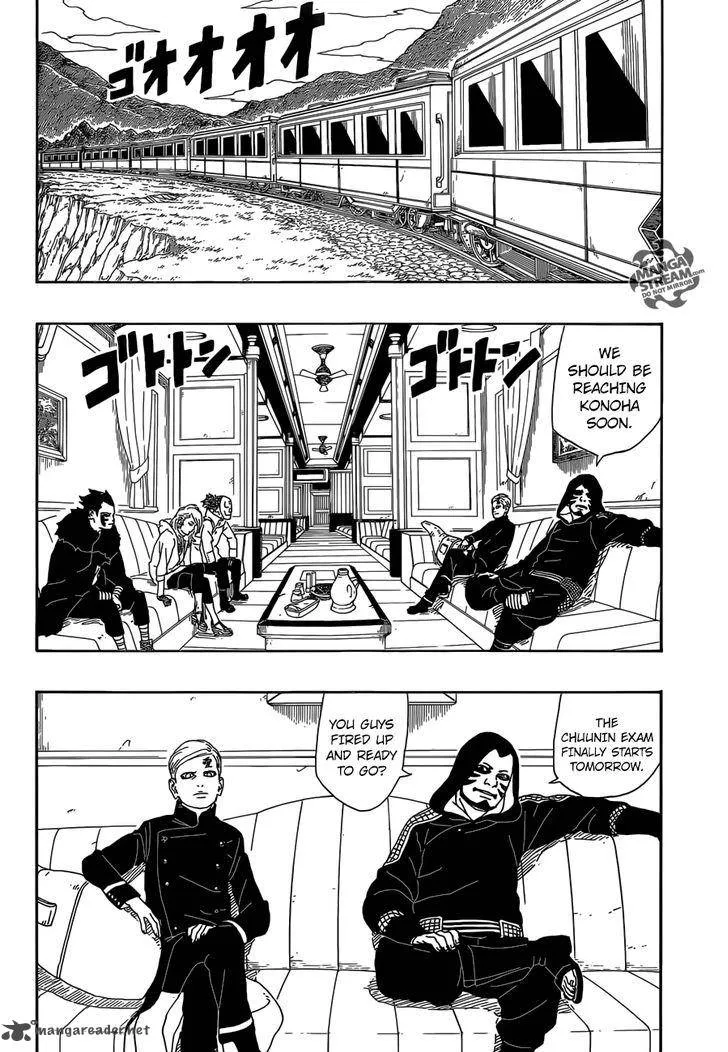 ゴオオオオ
MANGA
STREAM.com
DO NOT MIRROR
WE
SHOULD BE
REACHING
KONOHA
SOON.
ゴトトン
ゴトトン
THE
CHUUNIN EXAM
FINALLY STARTS
TOMORROW.
YOU GUYS
FIRED UP
AND READY
TO GO?
mangareader.net